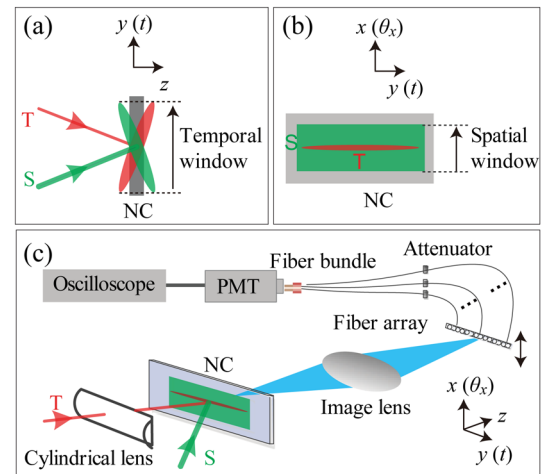 (a)
y (t)
z
T
S
Temporal
window
NC
(b)
x (θx)
y (t)
S
T
Spatial
window
NC
(c)
Oscilloscope
PMT
Fiber bundle
Attenuator
Fiber array
NC
Image lens
T
S
Cylindrical lens
x (θx)
z
y (t)